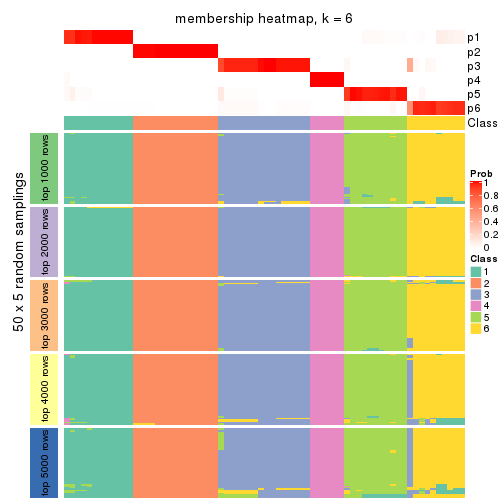 membership heatmap, k = 6
p1
p2
p3
p4
p5
p6
Class
50 x 5 random samplings
top 1000 rows
top 2000 rows
top 3000 rows
top 4000 rows
top 5000 rows
Prob
1
0.8
0.6
0.4
0.2
0
Class
1
2
3
4
5
6